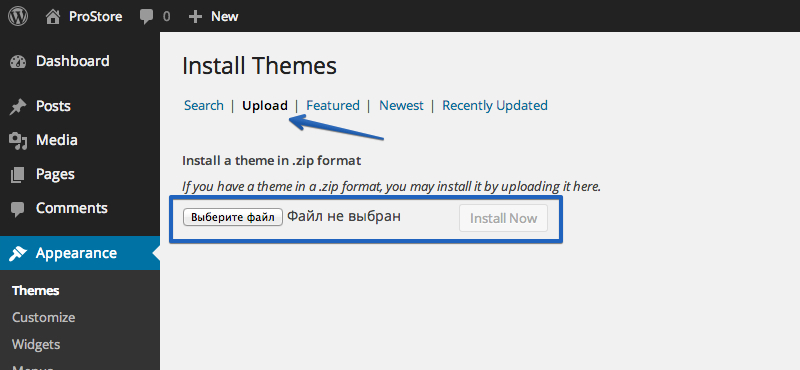 ProStore 0 New
Dashboard
Posts
Media
Pages
Comments
Appearance
Themes
Customize
Widgets
Menus
Install Themes
Search | Upload | Featured | Newest | Recently Updated
Install a theme in .zip format
If you have a theme in a .zip format, you may install it by uploading it here.
Выберите файл Файл не выбран Install Now